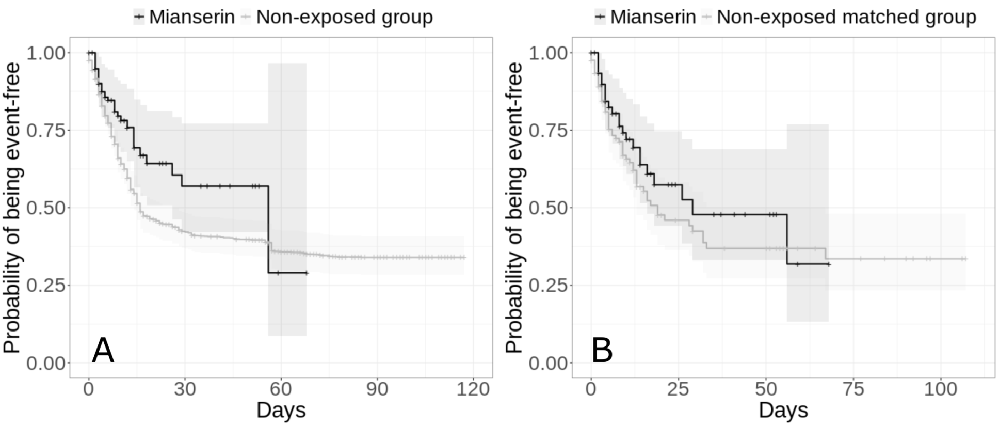 Mianserin Non-exposed group
Probability of being event-free
1.00
0.75
0.50
0.25
0.00
A
0 30 60 90 120
Days
Mianserin Non-exposed matched group
Probability of being event-free
1.00
0.75
0.50
0.25
0.00
B
0 25 50 75 100
Days